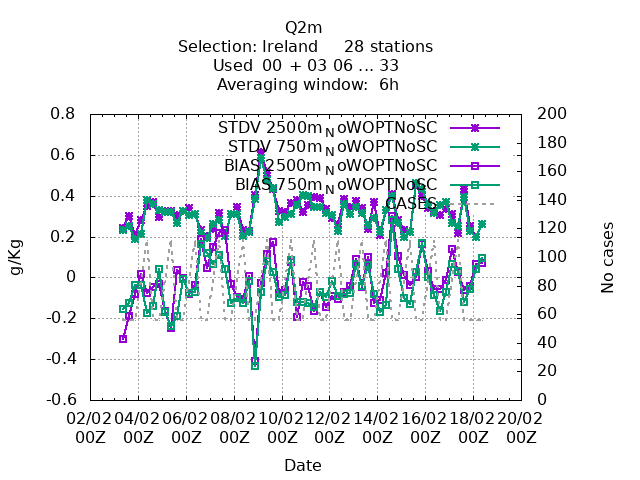 Q2m
Selection: Ireland 28 stations
Used 00 + 03 06 ... 33
Averaging window: 6h
STDV 2500m_NoWOPTNoSC
STDV 750m_NoWOPTNoSC
BIAS 2500m_NoWOPTNoSC
BIAS 750m_NoWOPTNoSC
CASES
g/Kg
0.8
0.6
0.4
0.2
0
-0.2
-0.4
-0.6
No cases
200
180
160
140
120
100
80
60
40
20
0
02/02 04/02 06/02 08/02 10/02 12/02 14/02 16/02 18/02 20/02
00Z 00Z 00Z 00Z 00Z 00Z 00Z 00Z 00Z 00Z
Date